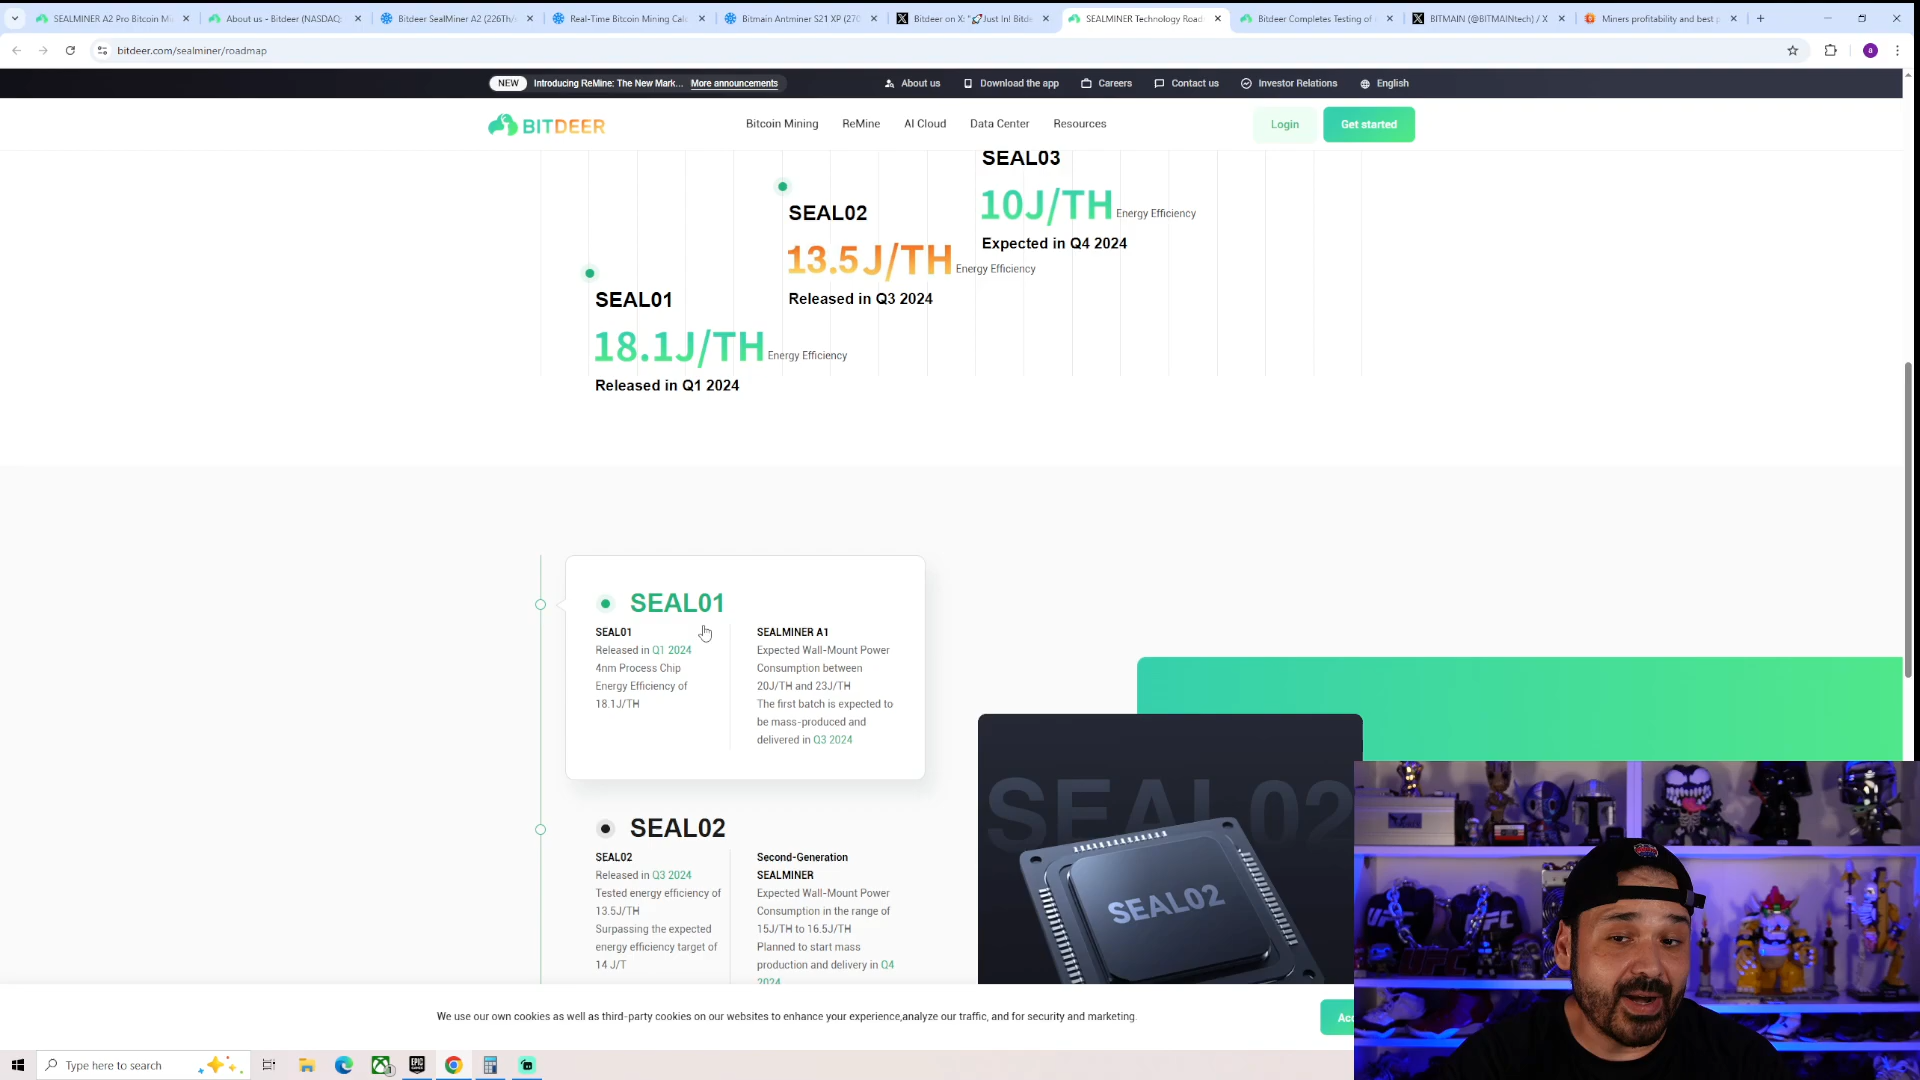 SEALMINER A2 Pro Bitcoin Mi
About us - Bitdeer (NASDAQ:
Bitdeer SealMiner A2 (226Th/s
Real-Time Bitcoin Mining Calc
Bitmain Antminer S21 XP (270
Bitdeer on X: "🚀Just In! Bitde
SEALMINER Technology Road
Bitdeer Completes Testing of
BITMAIN (@BITMAINtech) / X
Miners profitability and best
bitdeer.com/sealminer/roadmap
a
NEW
Introducing ReMine: The New Mark...
More announcements
About us
Download the app
Careers
Contact us
Investor Relations
English
BITDEER
Bitcoin Mining
ReMine
AI Cloud
Data Center
Resources
Login
Get started
SEAL03
10J/TH Energy Efficiency
Expected in Q4 2024
SEAL02
13.5J/TH Energy Efficiency
Released in Q3 2024
SEAL01
18.1J/TH Energy Efficiency
Released in Q1 2024
SEAL01
SEAL01
Released in Q1 2024
4nm Process Chip
Energy Efficiency of
18.1J/TH
SEALMINER A1
Expected Wall-Mount Power
Consumption between
20J/TH and 23J/TH
The first batch is expected to
be mass-produced and
delivered in Q3 2024
SEAL02
SEAL02
Released in Q3 2024
Tested energy efficiency of
13.5J/TH
Surpassing the expected
energy efficiency target of
14 J/T
Second-Generation
SEALMINER
Expected Wall-Mount Power
Consumption in the range of
15J/TH to 16.5J/TH
Planned to start mass
production and delivery in Q4
2024
SEAL02
SEAL02
We use our own cookies as well as third-party cookies on our websites to enhance your experience,analyze our traffic, and for security and marketing.
Acc
UFC
UFC
Type here to search
EPIC